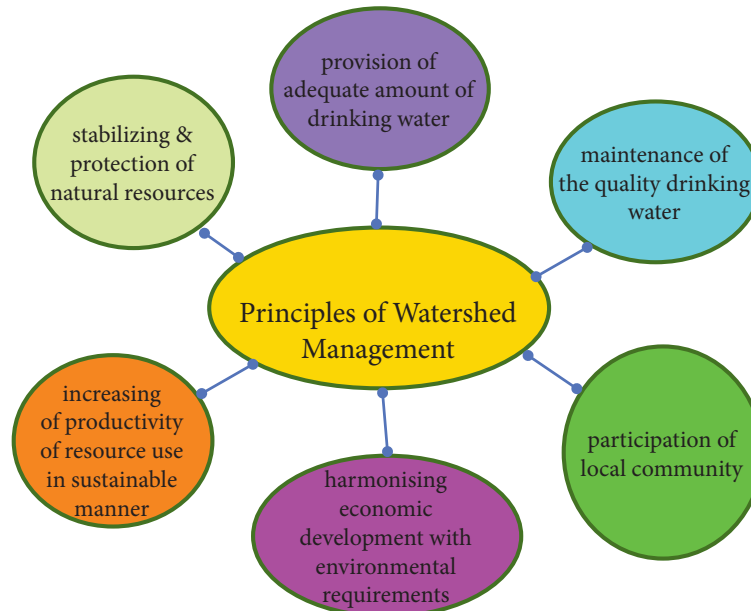 provision of
adequate amount of
drinking water
stabilizing &
protection of
natural resources
maintenance of
the quality drinking
water
Principles of Watershed
Management
increasing
of productivity
of resource use
in sustainable
manner
participation of
local community
harmonising
economic
development with
environmental
requirements